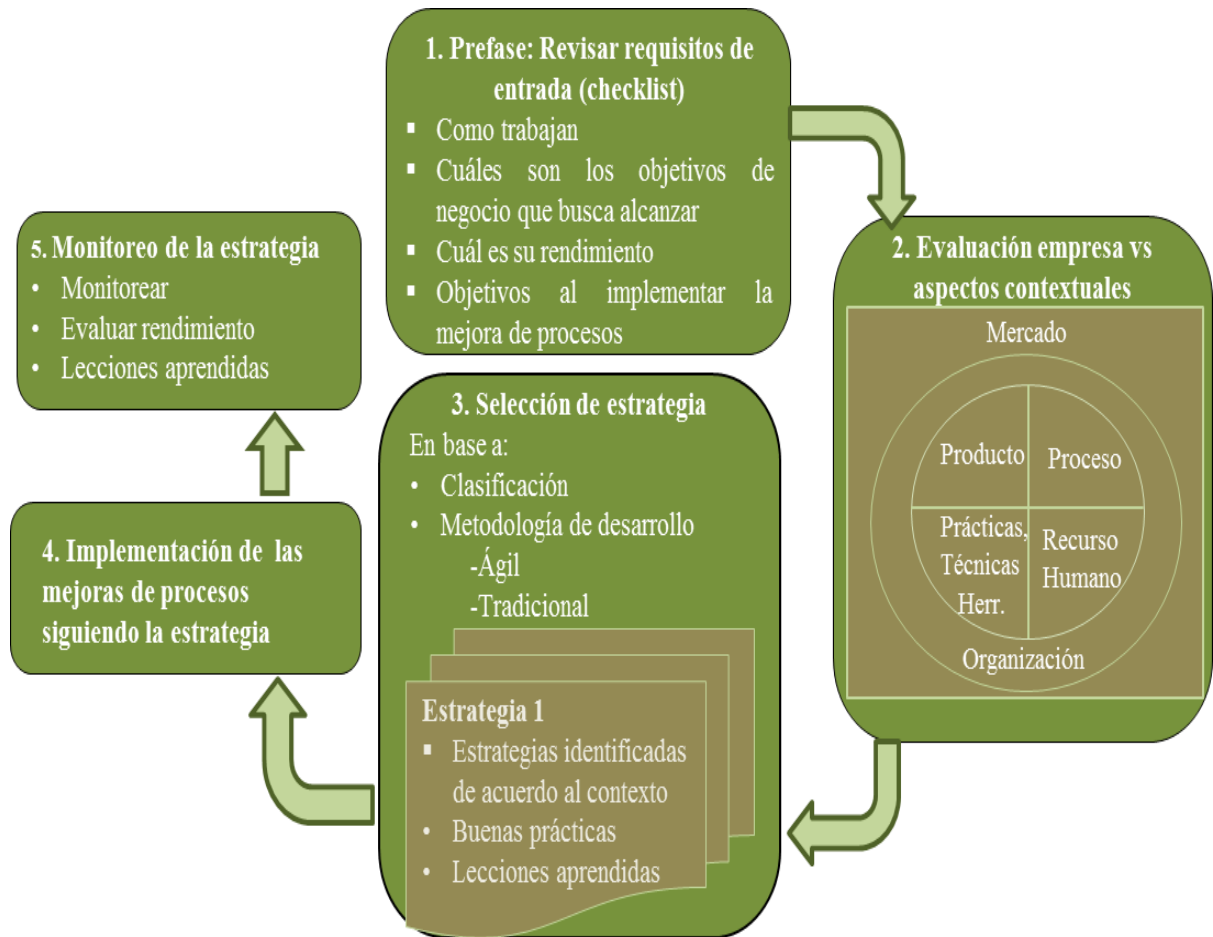 1. Prefase: Revisar requisitos de
entrada (checklist)
▪ Como trabajan
▪ Cuáles son los objetivos de
negocio que busca alcanzar
▪ Cuál es su rendimiento
▪ Objetivos al implementar la
mejora de procesos
2. Evaluación empresa vs
aspectos contextuales
Mercado
Producto
Proceso
Prácticas,
Técnicas
Herr.
Recurso
Humano
Organización
3. Selección de estrategia
En base a:
• Clasificación
• Metodología de desarrollo
-Ágil
-Tradicional
Estrategia 1
▪ Estrategias identificadas
de acuerdo al contexto
• Buenas prácticas
• Lecciones aprendidas
4. Implementación de las
mejoras de procesos
siguiendo la estrategia
5. Monitoreo de la estrategia
• Monitorear
• Evaluar rendimiento
• Lecciones aprendidas